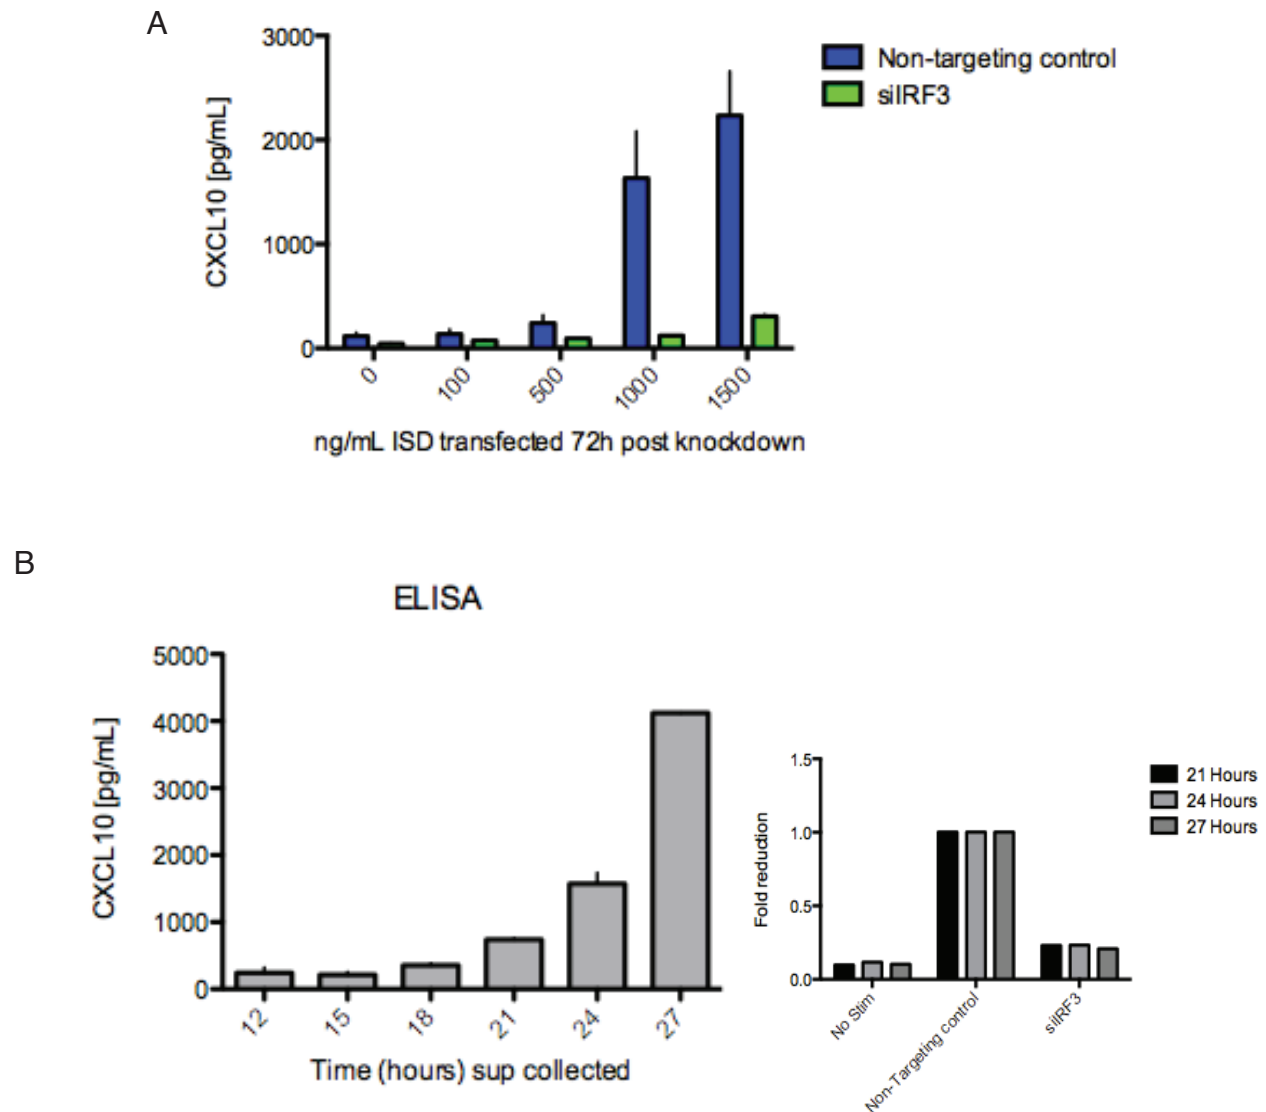 A
3000
2000
1000
0
CXCL10 [pg/mL]
Non-targeting control
siIRF3
0
100
500
1000
1500
ng/mL ISD transfected 72h post knockdown
B
ELISA
5000
4000
3000
2000
1000
0
CXCL10 [pg/mL]
12
15
18
21
24
27
Time (hours) sup collected
1.5
1.0
0.5
0.0
Fold reduction
21 Hours
24 Hours
27 Hours
No Stim
Non-Targeting control
siIRF3